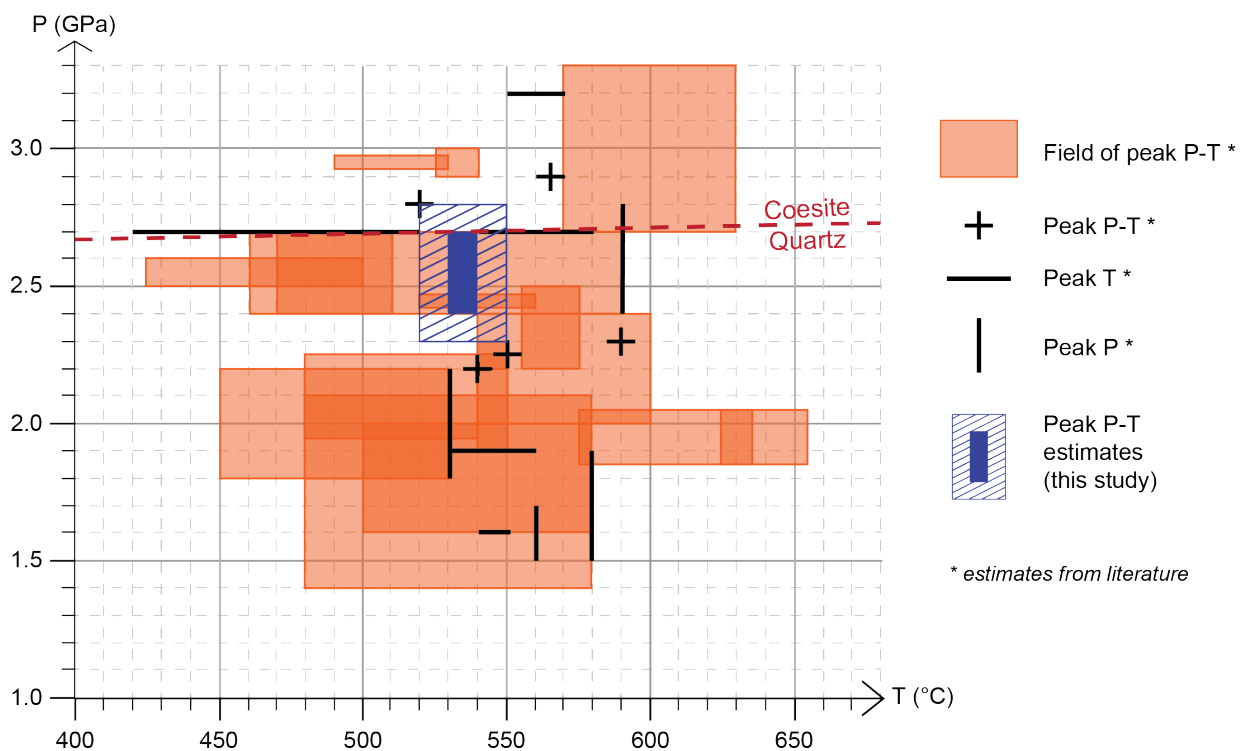 P (GPa)
3.0
2.5
2.0
1.5
1.0
400
450
500
550
600
650
T (°C)
Coesite
Quartz
Field of peak P-T *
Peak P-T *
Peak T *
Peak P *
Peak P-T
estimates
(this study)
* estimates from literature